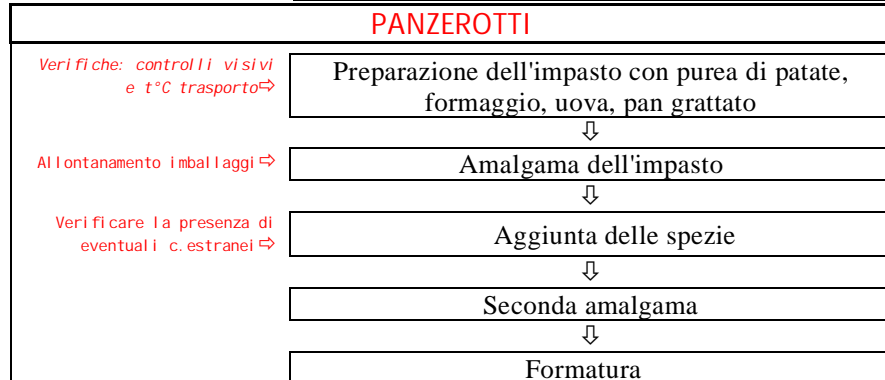 PANZEROTTI
Verifiche: controlli visivi
e t°C trasporto⇨
Preparazione dell'impasto con purea di patate,
formaggio, uova, pan grattato
⇩
Allontanamento imballaggi⇨
Amalgama dell'impasto
⇩
Verificare la presenza di
eventuali c.estranei⇨
Aggiunta delle spezie
⇩
Seconda amalgama
⇩
Formatura